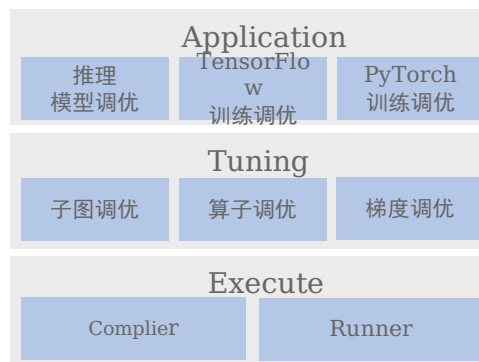 Application
推理
模型调优
TensorFlo
w
训练调优
PyTorch
训练调优
Tuning
子图调优
算子调优
梯度调优
Execute
Complier
Runner